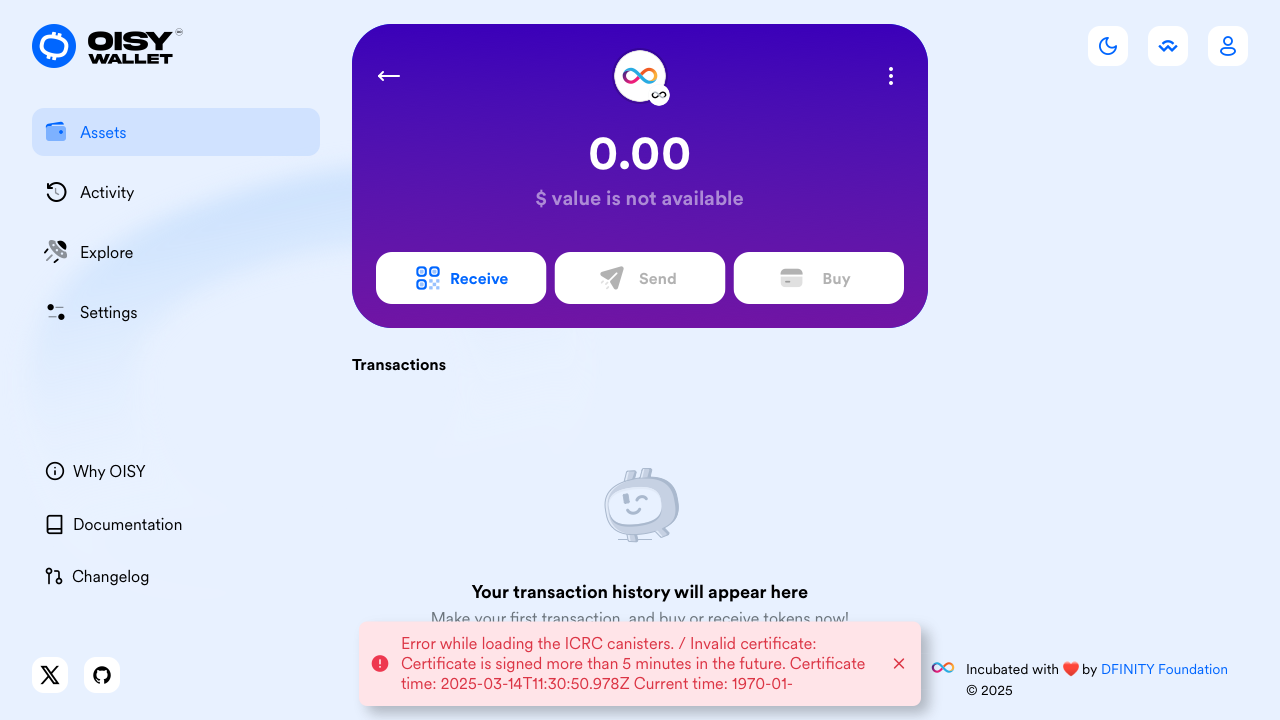 OISY
WALLET
Assets
Activity
Explore
Settings
Why OISY
Documentation
Changelog
0.00
$ value is not available
Receive
Send
Buy
Transactions
Your transaction history will appear here
Make your first transaction, and buy or receive tokens now!
Error while loading the ICRC canisters. / Invalid certificate:
Certificate is signed more than 5 minutes in the future. Certificate
time: 2025-03-14T11:30:50.978Z Current time: 1970-01-
Incubated with ❤️ by DFINITY Foundation
© 2025